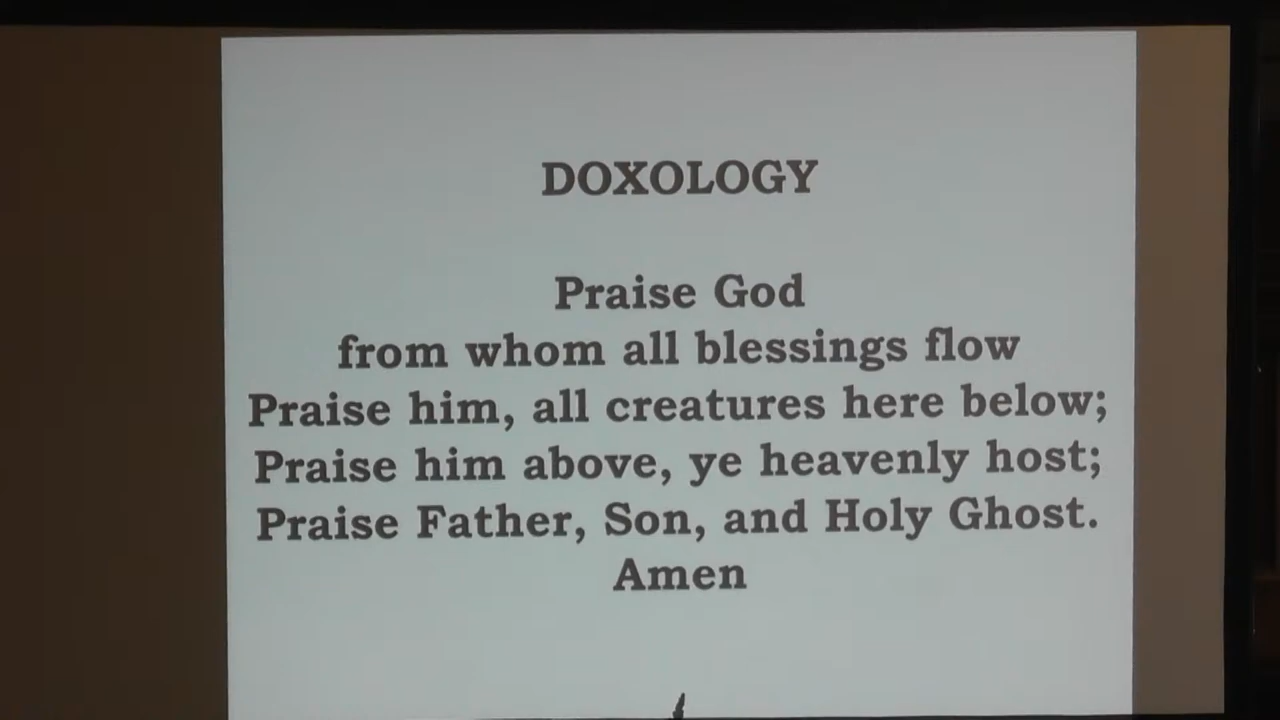 DOXOLOGY
Praise God
from whom all blessings flow
Praise him, all creatures here below;
Praise him above, ye heavenly host;
Praise Father, Son, and Holy Ghost.
Amen